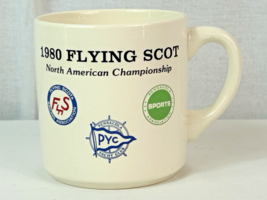 1980 FLYING SCOT
North American Championship
FS
SPORTS
PYC